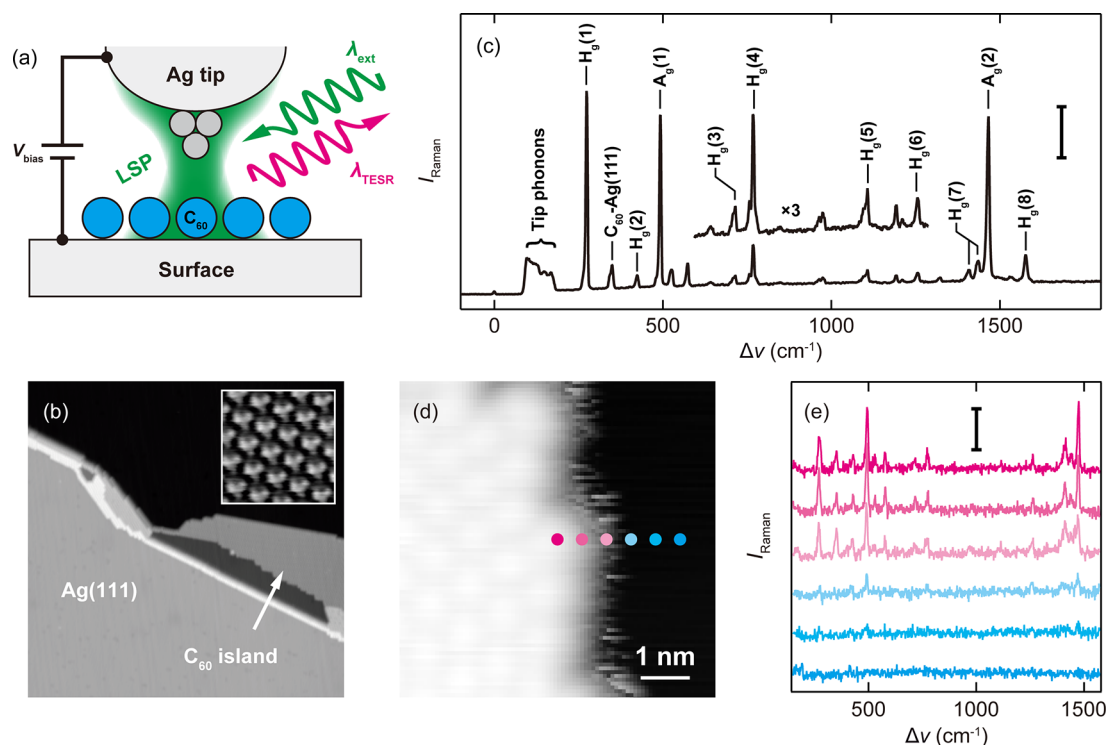 (a)
Ag tip
λext
Vbias
LSP
λTESR
C60
Surface
(c)
IRaman
Tip phonons
Hg(1)
C60-Ag(111)
Hg(2)
Ag(1)
Hg(3)
Hg(4)
×3
Hg(5)
Hg(6)
Hg(7)
Ag(2)
Hg(8)
0
500
1000
1500
Δν (cm-1)
(b)
Ag(111)
C60 island
(d)
1 nm
(e)
IRaman
500
1000
1500
Δν (cm-1)